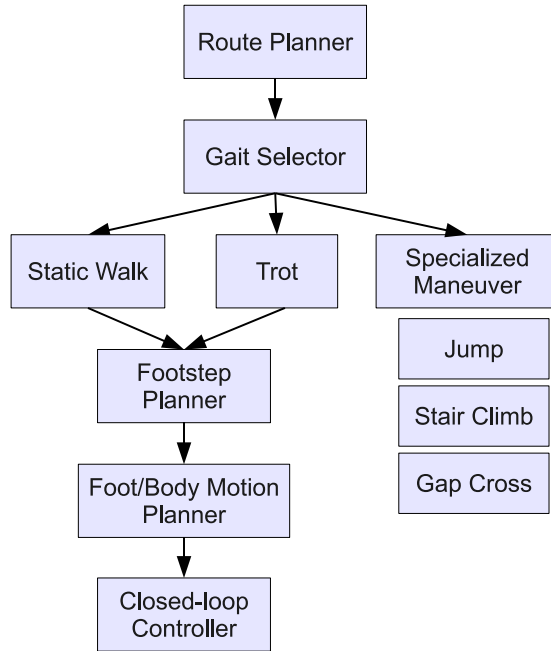 Route Planner
Gait Selector
Static Walk
Trot
Specialized
Maneuver
Jump
Footstep
Planner
Stair Climb
Gap Cross
Foot/Body Motion
Planner
Closed-loop
Controller